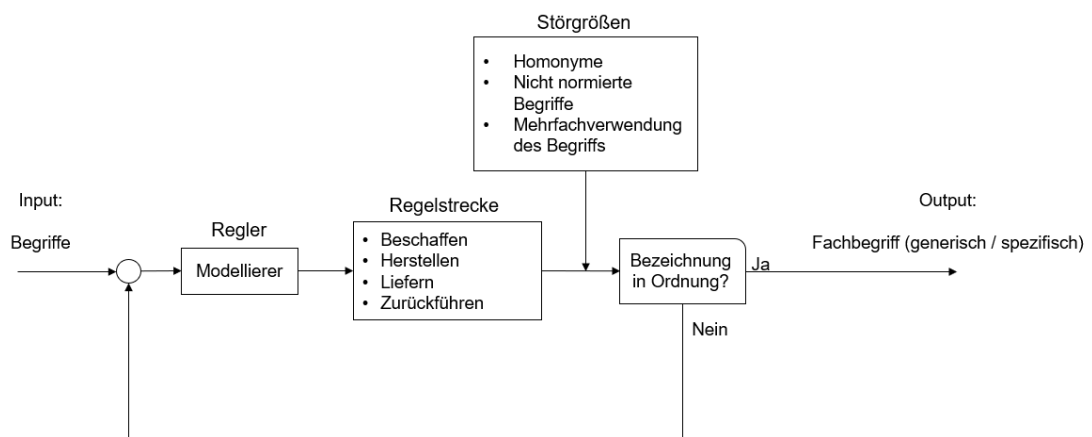 Störgrößen
• Homonyme
• Nicht normierte
Begriffe
• Mehrfachverwendung
des Begriffs
Input:
Begriffe
Regler
Modellierer
Regelstrecke
• Beschaffen
• Herstellen
• Liefern
• Zurückführen
Bezeichnung
in Ordnung?
Ja
Nein
Output:
Fachbegriff (generisch / spezifisch)